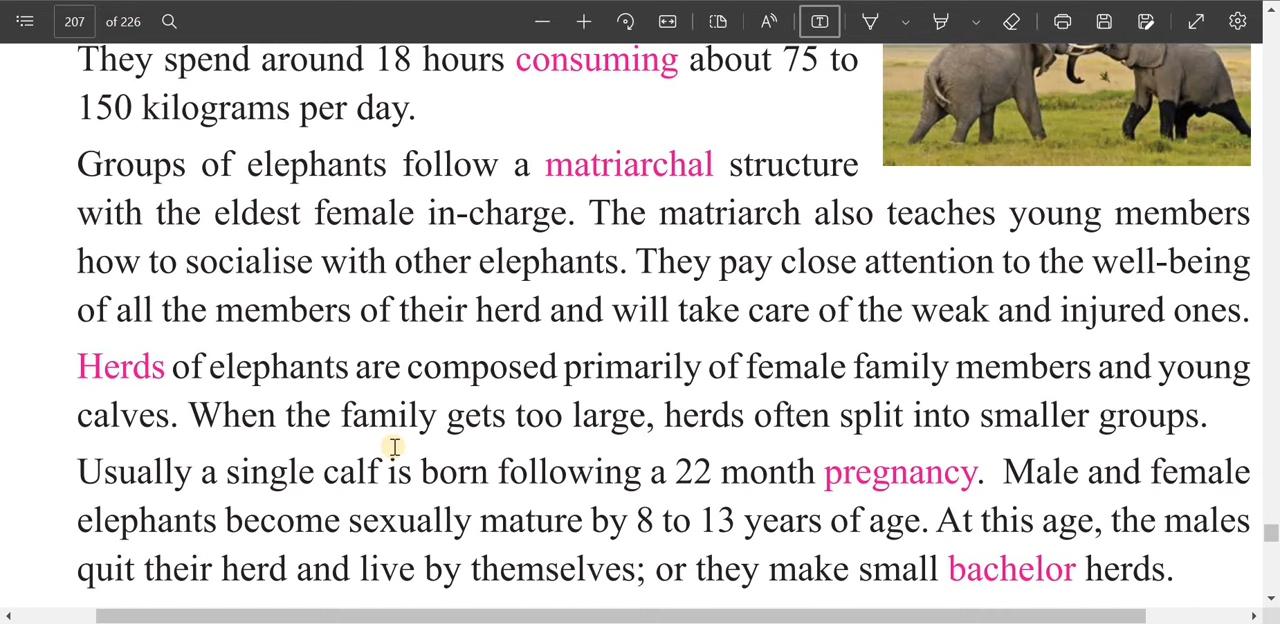 207 of 226
They spend around 18 hours consuming about 75 to
150 kilograms per day.
Groups of elephants follow a matriarchal structure
with the eldest female in-charge. The matriarch also teaches young members
how to socialise with other elephants. They pay close attention to the well-being
of all the members of their herd and will take care of the weak and injured ones.
Herds of elephants are composed primarily of female family members and young
calves. When the family gets too large, herds often split into smaller groups.
Usually a single calf is born following a 22 month pregnancy. Male and female
elephants become sexually mature by 8 to 13 years of age. At this age, the males
quit their herd and live by themselves; or they make small bachelor herds.